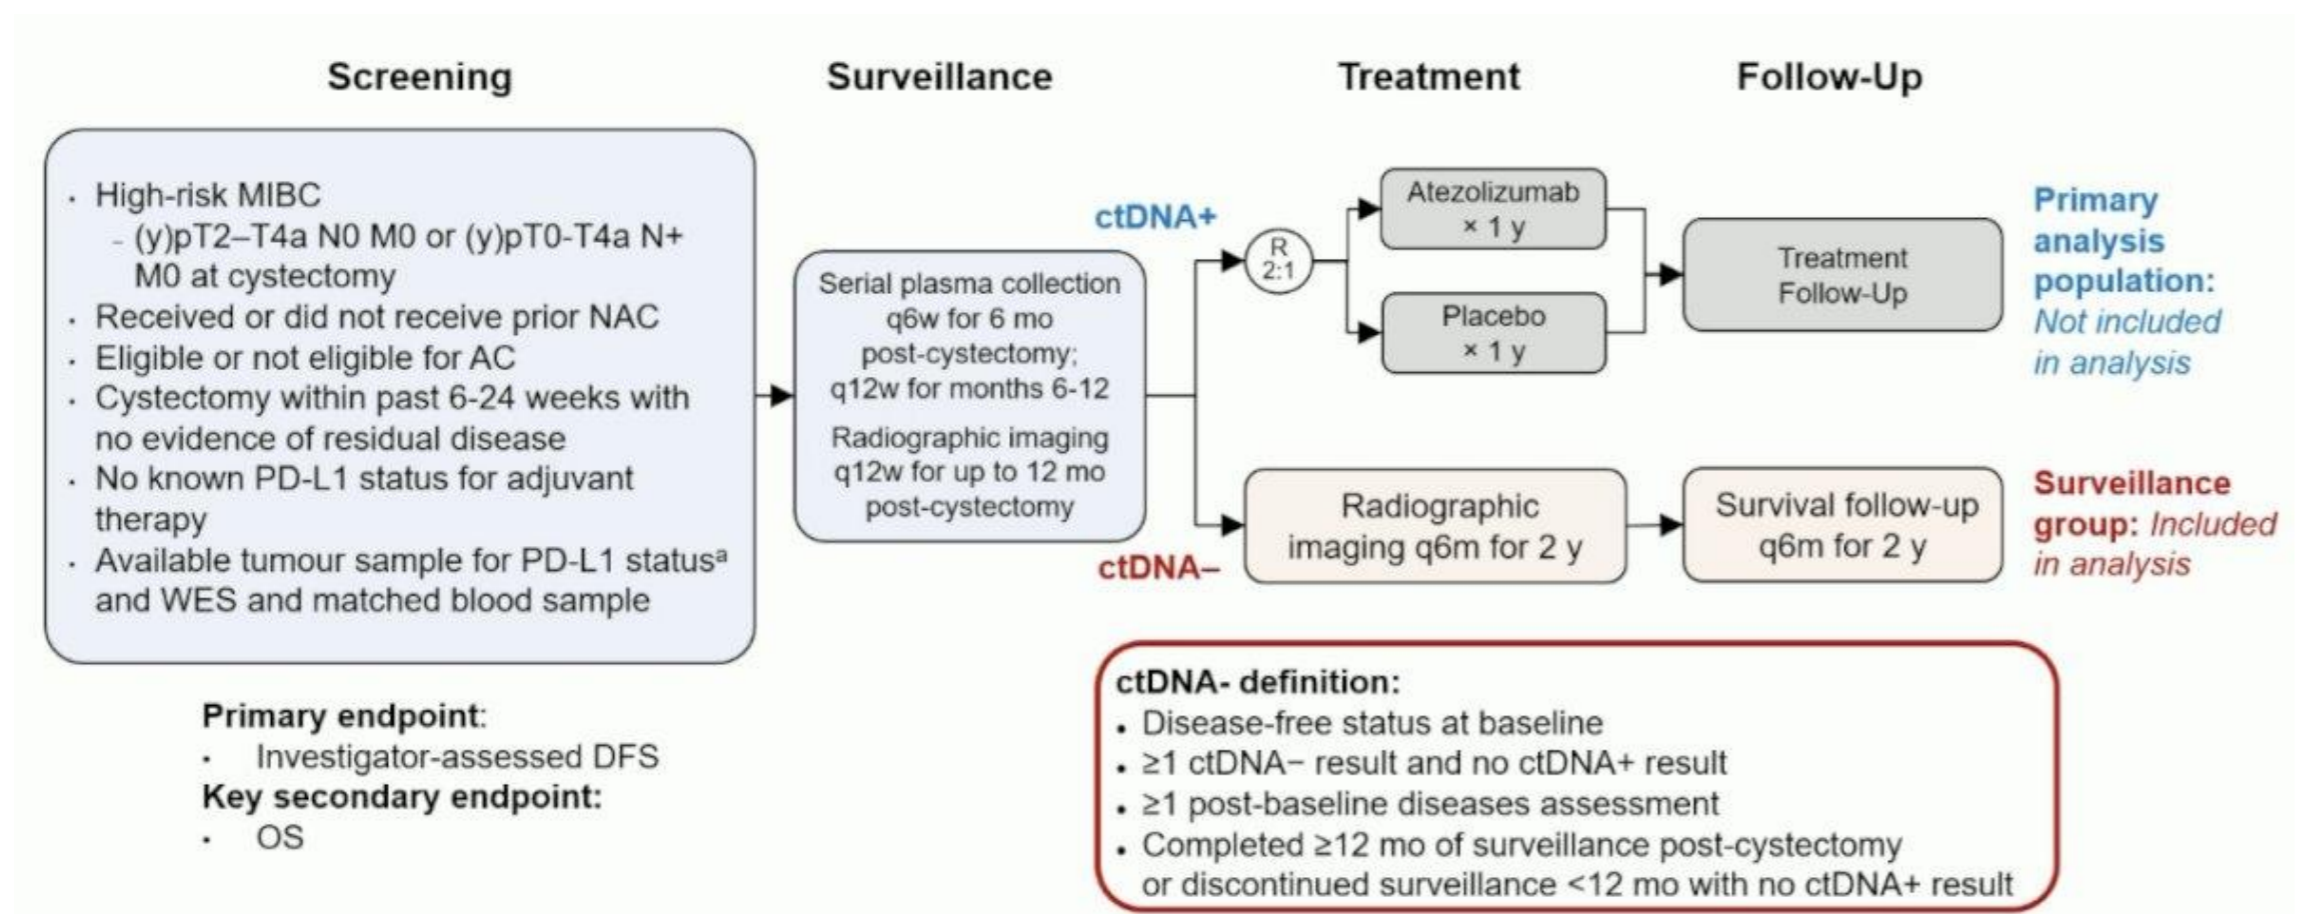 Screening
Surveillance
Treatment
Follow-Up
· High-risk MIBC
- (y)pT2–T4a N0 M0 or (y)pT0-T4a N+
M0 at cystectomy
· Received or did not receive prior NAC
· Eligible or not eligible for AC
· Cystectomy within past 6-24 weeks with
no evidence of residual disease
· No known PD-L1 status for adjuvant
therapy
· Available tumour sample for PD-L1 statusᵃ
and WES and matched blood sample
Serial plasma collection
q6w for 6 mo
post-cystectomy;
q12w for months 6-12
Radiographic imaging
q12w for up to 12 mo
post-cystectomy
ctDNA+
R
2:1
Atezolizumab
× 1 y
Placebo
× 1 y
Treatment
Follow-Up
Primary
analysis
population:
Not included
in analysis
ctDNA–
Radiographic
imaging q6m for 2 y
Survival follow-up
q6m for 2 y
Surveillance
group: Included
in analysis
Primary endpoint:
· Investigator-assessed DFS
Key secondary endpoint:
· OS
ctDNA- definition:
• Disease-free status at baseline
• ≥1 ctDNA− result and no ctDNA+ result
• ≥1 post-baseline diseases assessment
• Completed ≥12 mo of surveillance post-cystectomy
or discontinued surveillance <12 mo with no ctDNA+ result